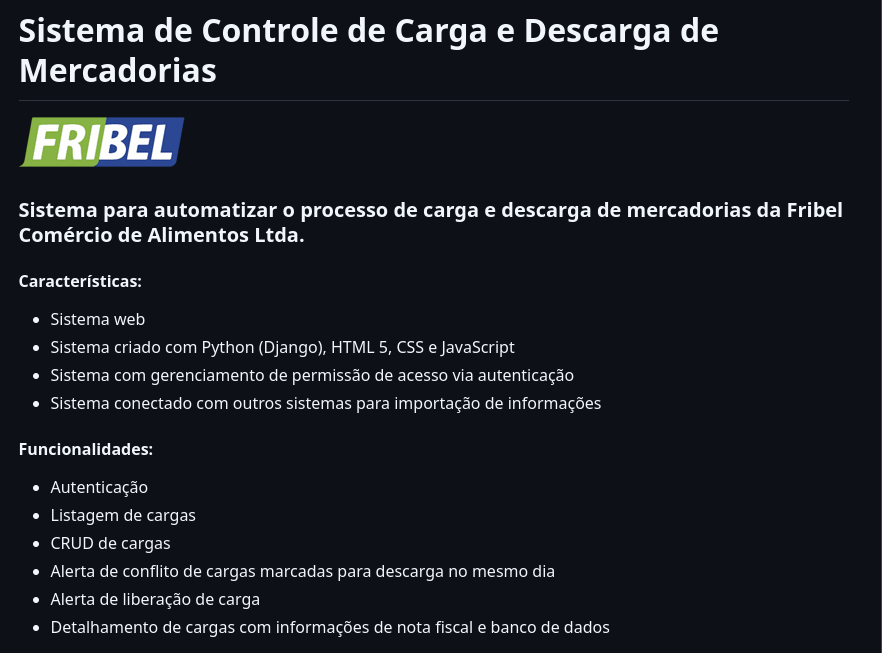 Sistema de Controle de Carga e Descarga de
Mercadorias
FRIBEL
Sistema para automatizar o processo de carga e descarga de mercadorias da Fribel
Comércio de Alimentos Ltda.
Características:
Sistema web
Sistema criado com Python (Django), HTML 5, CSS e JavaScript
Sistema com gerenciamento de permissão de acesso via autenticação
Sistema conectado com outros sistemas para importação de informações
Funcionalidades:
Autenticação
Listagem de cargas
CRUD de cargas
Alerta de conflito de cargas marcadas para descarga no mesmo dia
Alerta de liberação de carga
Detalhamento de cargas com informações de nota fiscal e banco de dados